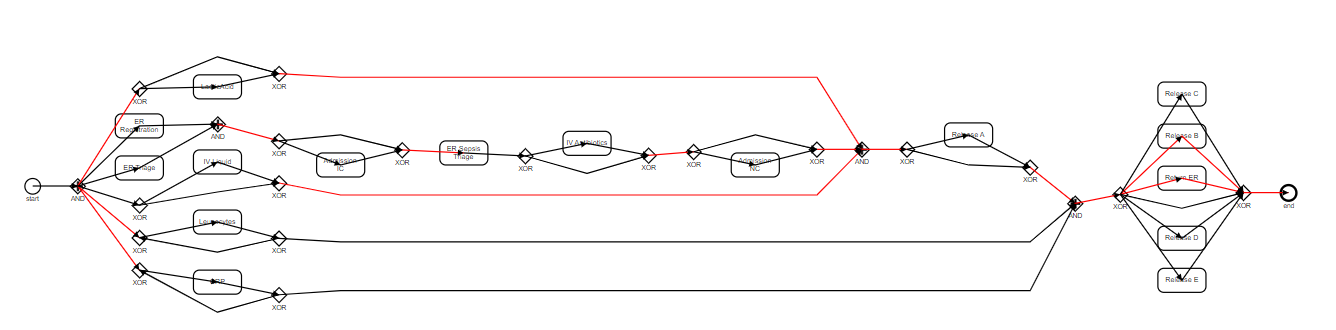 Release C
XOR
XOR
LacticAcid
XOR
ER
Registration
AND
Release B
ER Triage
IV Liquid
XOR
Admission
IC
XOR
ER Sepsis
Triage
XOR
IV Antibiotics
XOR
XOR
Admission
NC
XOR
AND
XOR
Release A
XOR
Return ER
start
AND
XOR
XOR
AND
XOR
XOR
end
Leucocytes
XOR
XOR
Release D
XOR
CRP
XOR
Release E